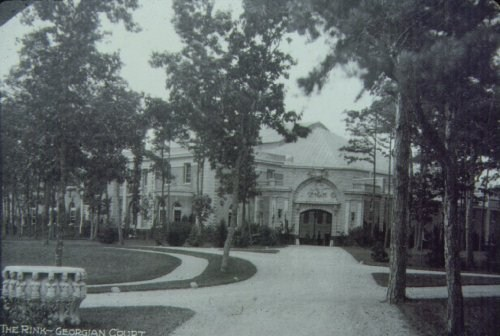 THE RINK — GEORGIAN COURT